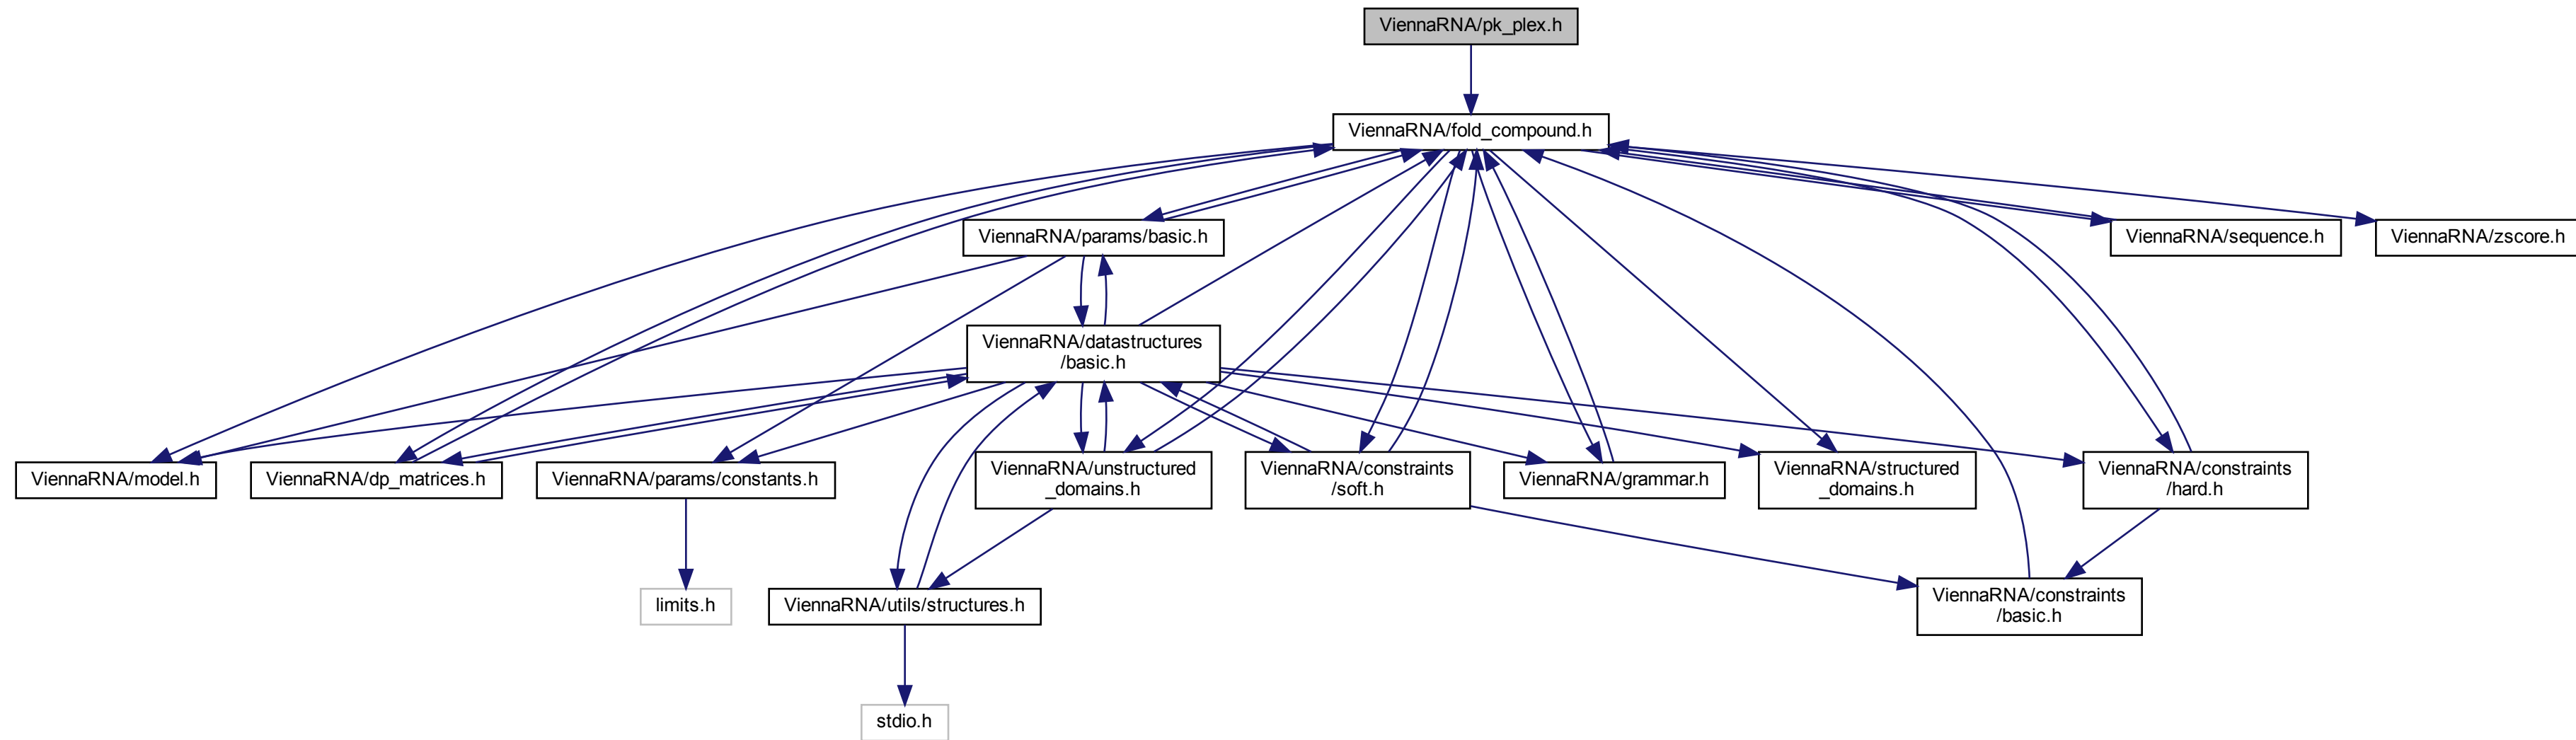 ViennaRNA/pk_plex.h
ViennaRNA/fold_compound.h
ViennaRNA/params/basic.h
ViennaRNA/sequence.h
ViennaRNA/zscore.h
ViennaRNA/datastructures
/basic.h
ViennaRNA/model.h
ViennaRNA/dp_matrices.h
ViennaRNA/params/constants.h
ViennaRNA/unstructured
_domains.h
ViennaRNA/constraints
/soft.h
ViennaRNA/grammar.h
ViennaRNA/structured
_domains.h
ViennaRNA/constraints
/hard.h
limits.h
ViennaRNA/utils/structures.h
ViennaRNA/constraints
/basic.h
stdio.h